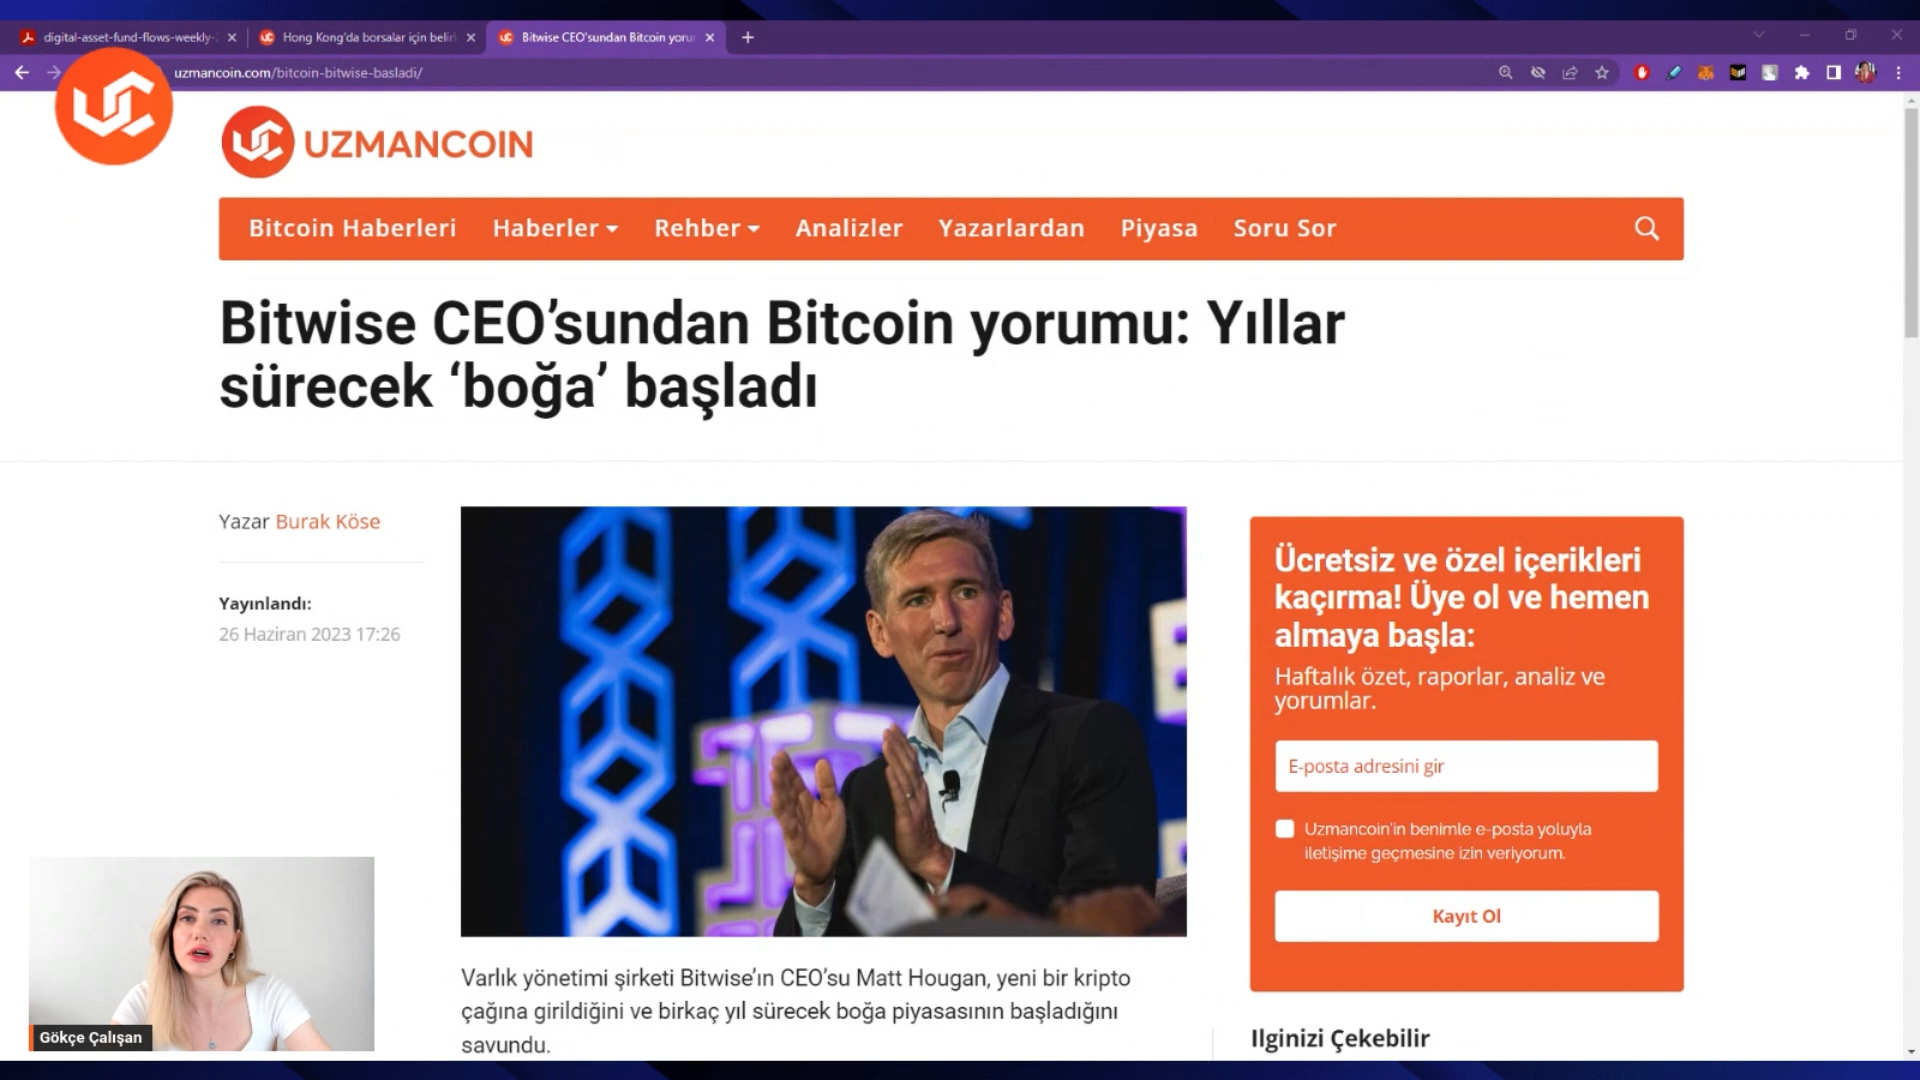 digital-asset-fund-flows-weekly-
Hong Kong'da borsalar için belirl
Bitwise CEO'sundan Bitcoin yoru
uzmancoin.com/bitcoin-bitwise-basladi/
UZMANCOIN
Bitcoin Haberleri Haberler Rehber Analizler Yazarlardan Piyasa Soru Sor
Bitwise CEO’sundan Bitcoin yorumu: Yıllar
sürecek ‘boğa’ başladı
Yazar Burak Köse
Yayınlandı:
26 Haziran 2023 17:26
Varlık yönetimi şirketi Bitwise’ın CEO’su Matt Hougan, yeni bir kripto
çağına girildiğini ve birkaç yıl sürecek boğa piyasasının başladığını
savundu.
Ücretsiz ve özel içerikleri
kaçırma! Üye ol ve hemen
almaya başla:
Haftalık özet, raporlar, analiz ve
yorumlar.
E-posta adresini gir
Uzmancoin'in benimle e-posta yoluyla
iletişime geçmesine izin veriyorum.
Kayıt Ol
Ilginizi Çekebilir
Gökçe Çalışan